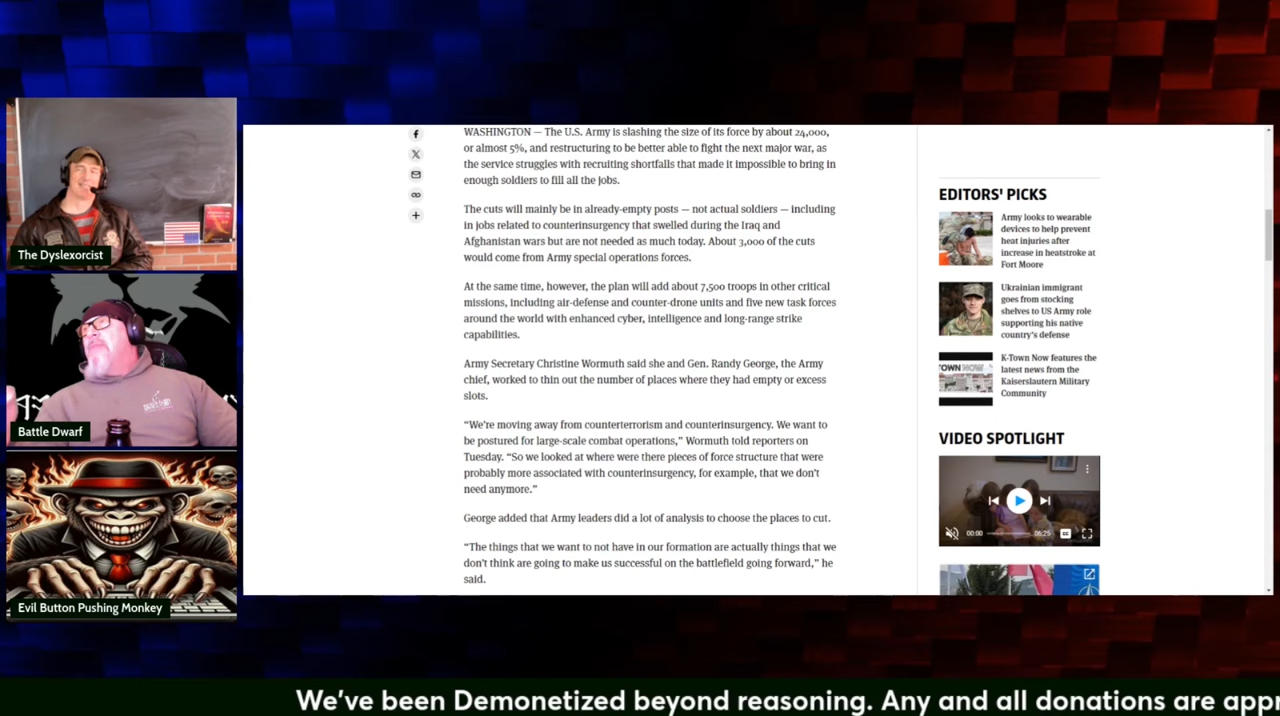 WASHINGTON — The U.S. Army is slashing the size of its force by about 24,000,
or almost 5%, and restructuring to be better able to fight the next major war, as
the service struggles with recruiting shortfalls that made it impossible to bring in
enough soldiers to fill all the jobs.
The cuts will mainly be in already-empty posts — not actual soldiers — including
in jobs related to counterinsurgency that swelled during the Iraq and
Afghanistan wars but are not needed as much today. About 3,000 of the cuts
would come from Army special operations forces.
At the same time, however, the plan will add about 7,500 troops in other critical
missions, including air-defense and counter-drone units and five new task forces
around the world with enhanced cyber, intelligence and long-range strike
capabilities.
Army Secretary Christine Wormuth said she and Gen. Randy George, the Army
chief, worked to thin out the number of places where they had empty or excess
slots.
“We’re moving away from counterterrorism and counterinsurgency. We want to
be postured for large-scale combat operations,” Wormuth told reporters on
Tuesday. “So we looked at where were there pieces of force structure that were
probably more associated with counterinsurgency, for example, that we don’t
need anymore.”
George added that Army leaders did a lot of analysis to choose the places to cut.
“The things that we want to not have in our formation are actually things that we
don’t think are going to make us successful on the battlefield going forward,” he
said.
EDITORS' PICKS
Army looks to wearable
devices to help prevent
heat injuries after
increase in heatstroke at
Fort Moore
Ukrainian immigrant
goes from stocking
shelves to US Army role
supporting his native
country’s defense
TOWN NOW
K-Town Now features the
latest news from the
Kaiserslautern Military
Community
VIDEO SPOTLIGHT
00:00
06:25
The Dyslexorcist
Battle Dwarf
Evil Button Pushing Monkey
We've been Demonetized beyond reasoning. Any and all donations are appr